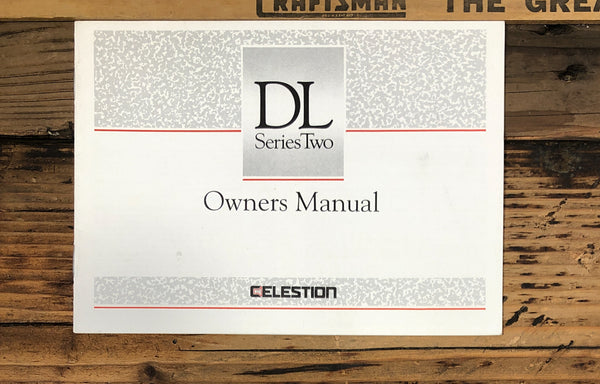 CRAFTSMAN THE GREA
DL
Series Two
Owners Manual
CELESTION